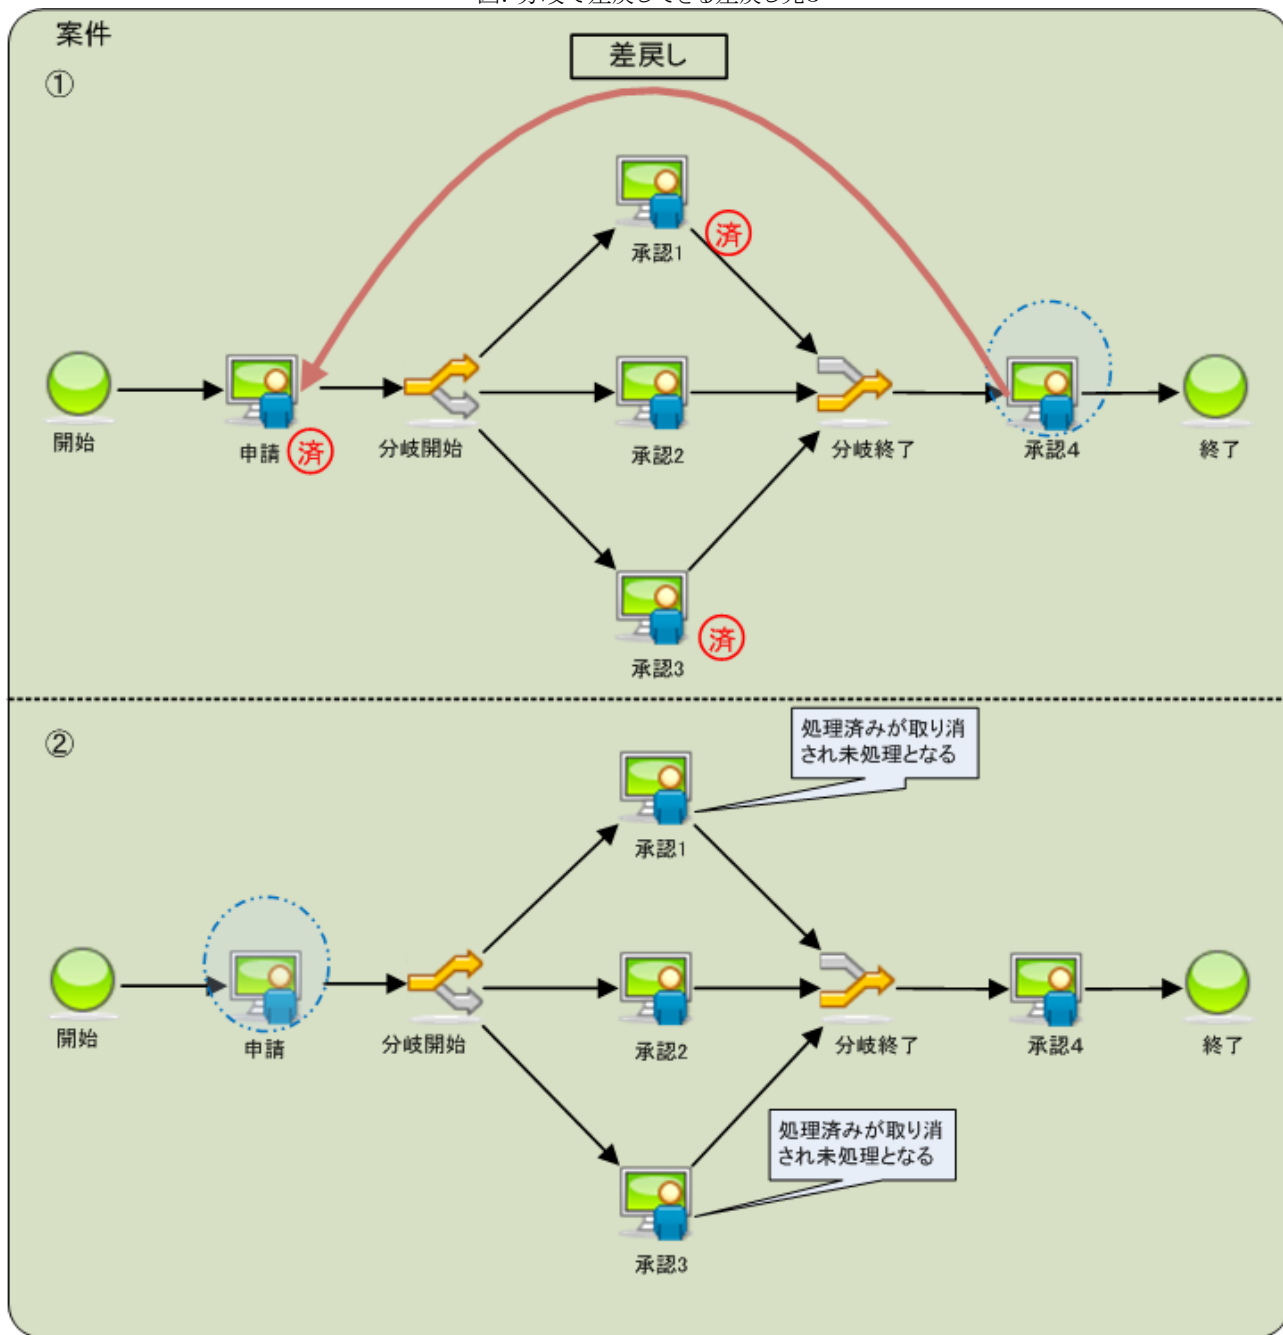 案件
①
差戻し
承認1
済
開始
申請
済
分岐開始
承認2
分岐終了
承認4
終了
承認3
済
②
処理済みが取り消
され未処理となる
承認1
開始
申請
分岐開始
承認2
分岐終了
承認4
終了
処理済みが取り消
され未処理となる
承認3